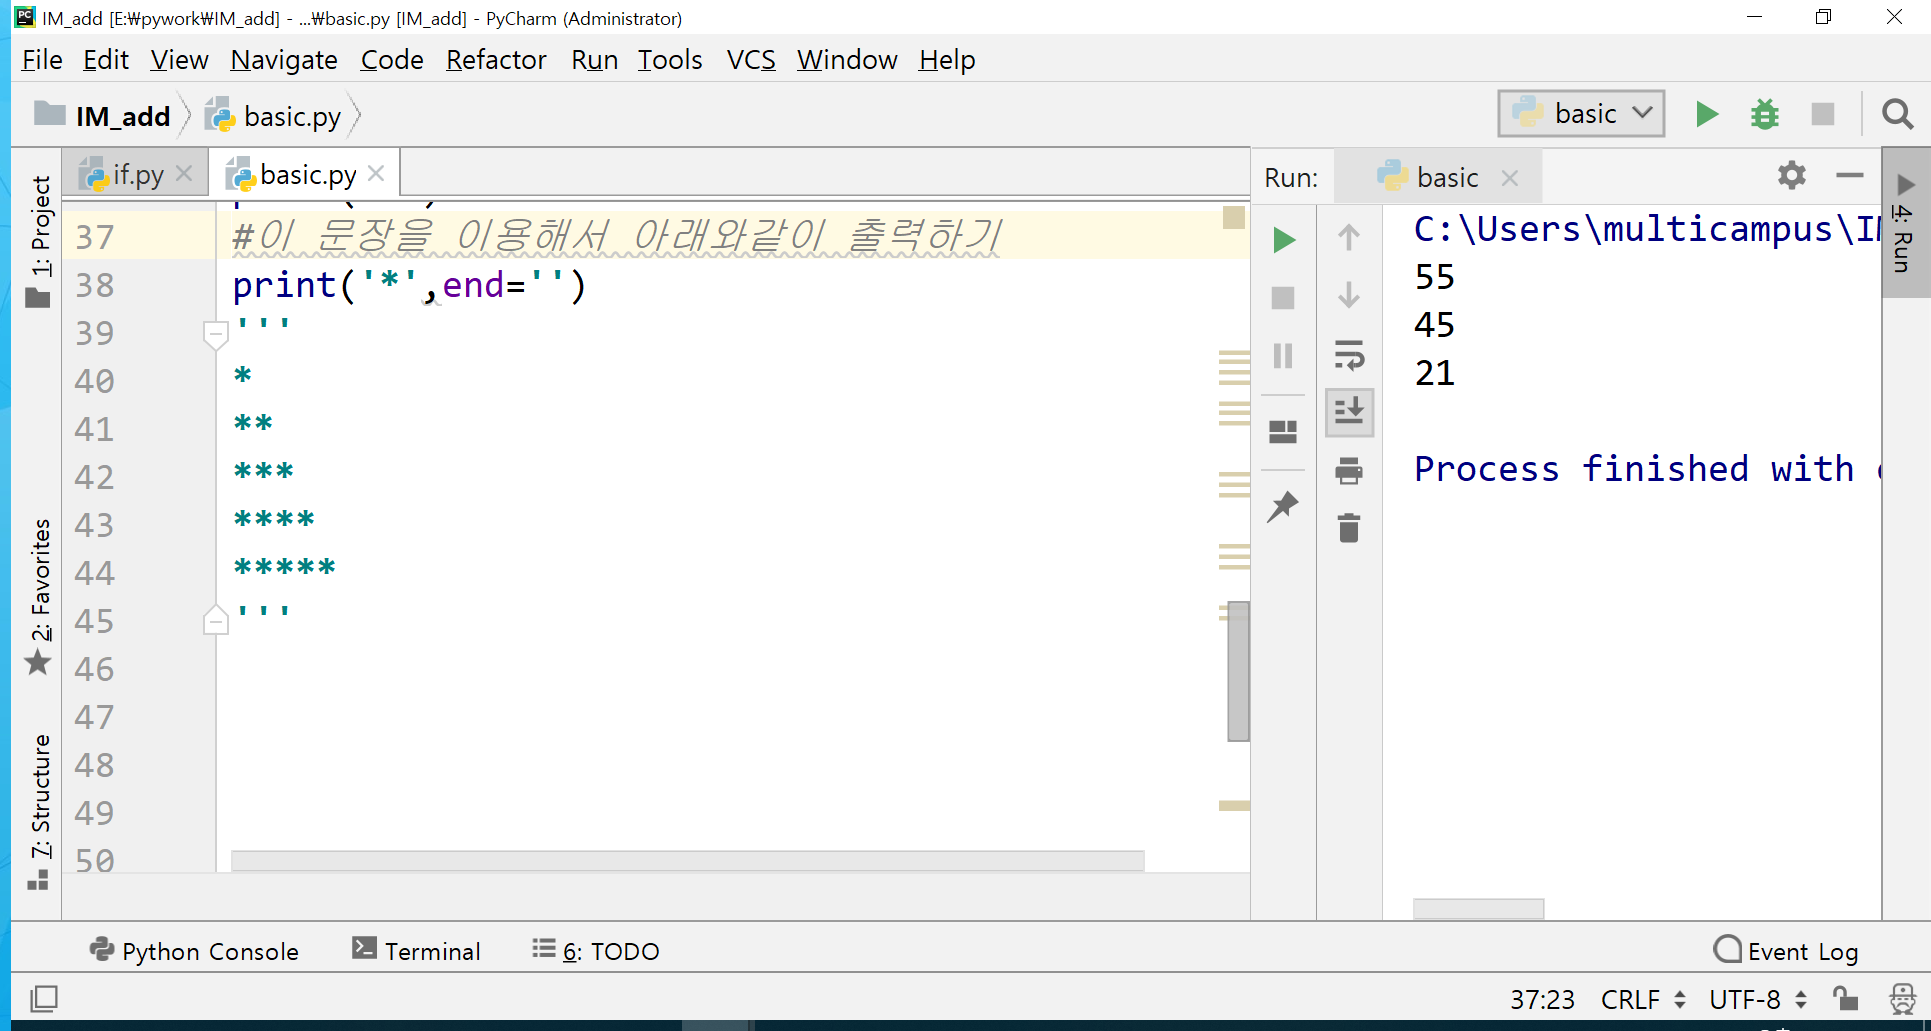 IM_add [E:₩pywork₩IM_add] - ...₩basic.py [IM_add] - PyCharm (Administrator)
File Edit View Navigate Code Refactor Run Tools VCS Window Help
IM_add basic.py basic
if.py basic.py
Run: basic
1: Project
2: Favorites
7: Structure
4: Run
37 #이 문장을 이용해서 아래와같이 출력하기
38 print('*',end='')
39 '''
40 *
41 **
42 ***
43 ****
44 *****
45 '''
46
47
48
49
50
C:\Users\multicampus\
55
45
21
Process finished with
Python Console Terminal 6: TODO Event Log
37:23 CRLF UTF-8